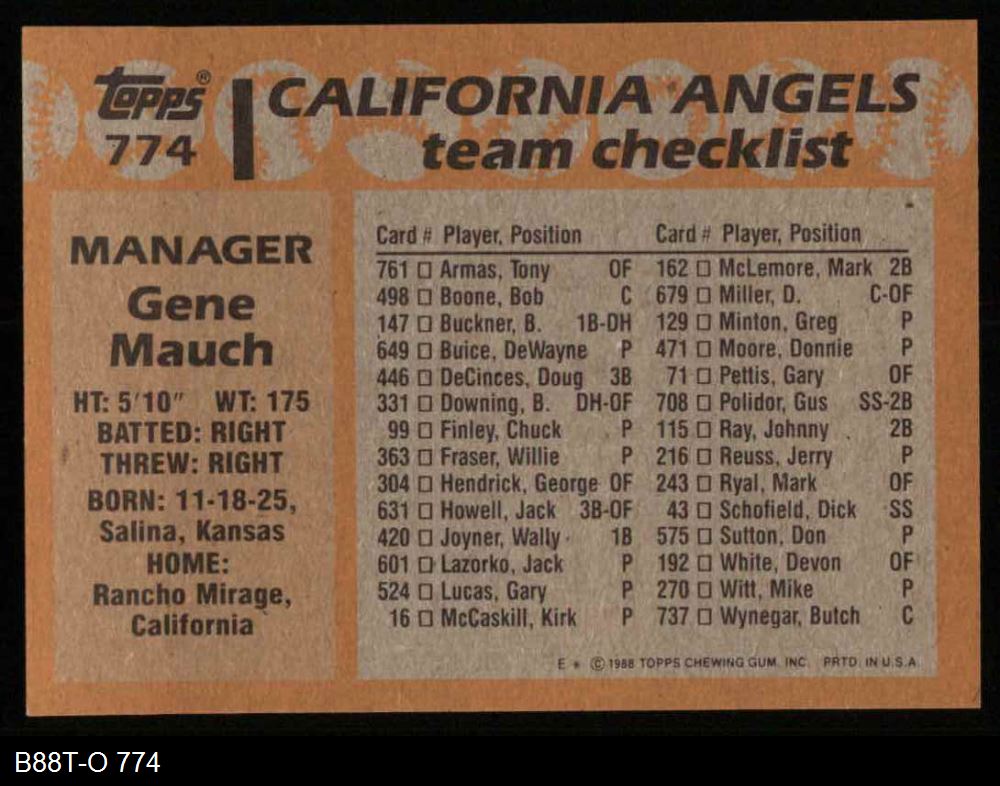 Topps®
774
CALIFORNIA ANGELS
team checklist
MANAGER
Gene
Mauch
HT: 5'10" WT: 175
BATTED: RIGHT
THREW: RIGHT
BORN: 11-18-25,
Salina, Kansas
HOME:
Rancho Mirage,
California
Card # Player, Position
761 □ Armas, Tony OF
498 □ Boone, Bob C
147 □ Buckner, B. 1B-DH
649 □ Buice, DeWayne P
446 □ DeCinces, Doug 3B
331 □ Downing, B. DH-OF
99 □ Finley, Chuck P
363 □ Fraser, Willie P
304 □ Hendrick, George OF
631 □ Howell, Jack 3B-OF
420 □ Joyner, Wally 1B
601 □ Lazorko, Jack P
524 □ Lucas, Gary P
16 □ McCaskill, Kirk P
Card # Player, Position
162 □ McLemore, Mark 2B
679 □ Miller, D. C-OF
129 □ Minton, Greg P
471 □ Moore, Donnie P
71 □ Pettis, Gary OF
708 □ Polidor, Gus SS-2B
115 □ Ray, Johnny 2B
216 □ Reuss, Jerry P
243 □ Ryal, Mark OF
43 □ Schofield, Dick SS
575 □ Sutton, Don P
192 □ White, Devon OF
270 □ Witt, Mike P
737 □ Wynegar, Butch C
E * © 1988 TOPPS CHEWING GUM, INC. PRTD. IN U.S.A.
B88T-O 774